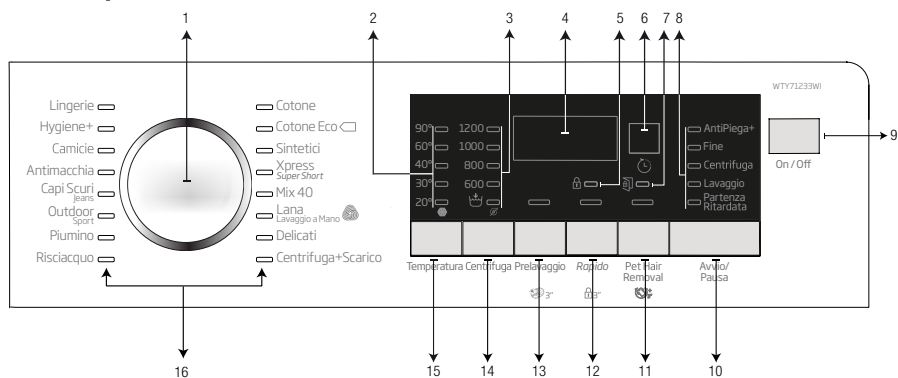 1
2
3
4
5
6
7
8
WTY71233WI
Lingerie
Hygiene+
Camicie
Antimacchia
Capi Scuri
Jeans
Outdoor
Sport
Piumino
Risciacquo
Cotone
Cotone Eco
Sintetici
Xpress
Super Short
Mix 40
Lana
Lavaggio a Mano
Delicati
Centrifuga+Scarico
90°
60°
40°
30°
20°
1200
1000
800
600
AntiPiega+
Fine
Centrifuga
Lavaggio
Partenza
Ritardata
On / Off
9
Temperatura
Centrifuga
Prelavaggio
3"
Rapido
3"
Pet Hair
Removal
Avvio/
Pausa
16
15
14
13
12
11
10